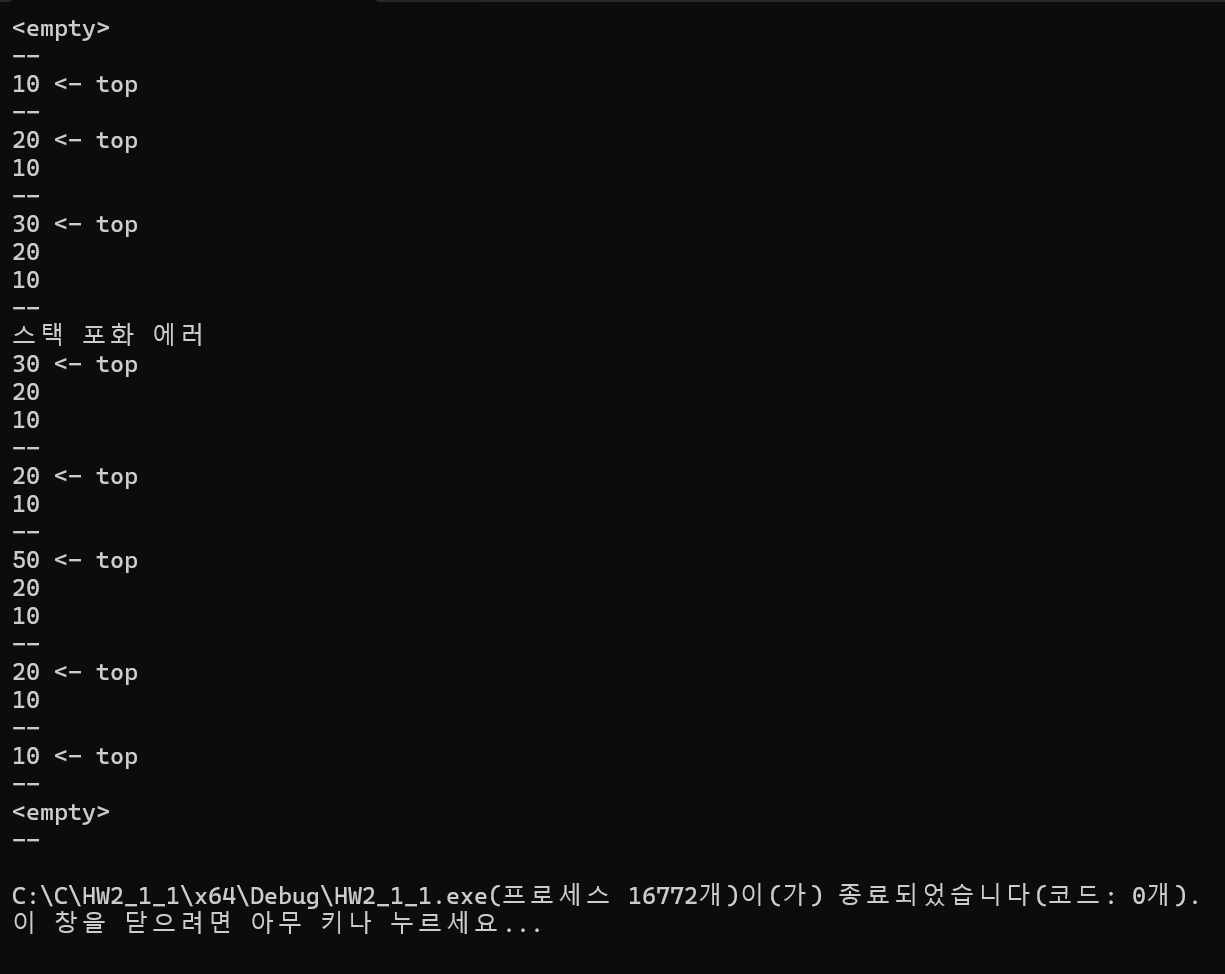 <empty>
--
10 <- top
--
20 <- top
10
--
30 <- top
20
10
--
스택 포화 에러
30 <- top
20
10
--
20 <- top
10
--
50 <- top
20
10
--
20 <- top
10
--
10 <- top
--
<empty>
--
C:\C\HW2_1_1\x64\Debug\HW2_1_1.exe(프로세스 16772개)이(가) 종료되었습니다(코드: 0개).
이 창을 닫으려면 아무 키나 누르세요...